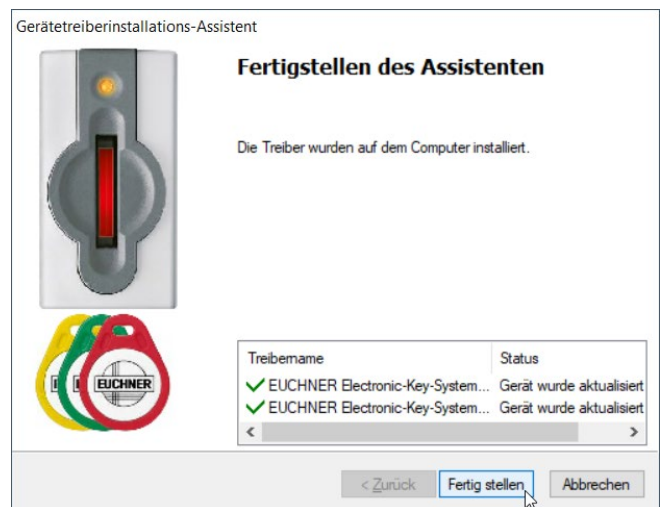 Gerätetreiberinstallations-Assistent
Fertigstellen des Assistenten
Die Treiber wurden auf dem Computer installiert.
EUCHNER
Treibername Status
EUCHNER Electronic-Key-System... Gerät wurde aktualisiert
EUCHNER Electronic-Key-System... Gerät wurde aktualisiert
< Zurück Fertig stellen Abbrechen